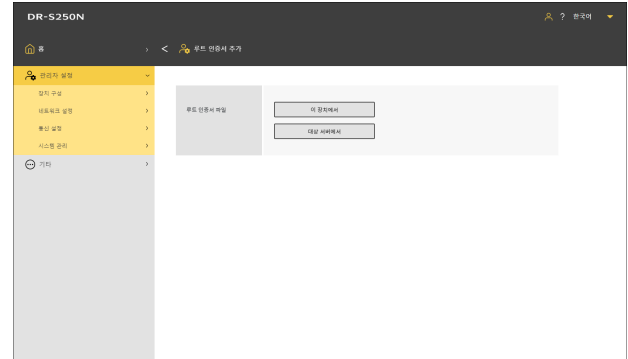 DR-S250N
? 한국어
홈
루트 인증서 추가
관리자 설정
장치 구성
네트워크 설정
통신 설정
시스템 관리
기타
루트 인증서 파일
이 장치에서
대상 서버에서